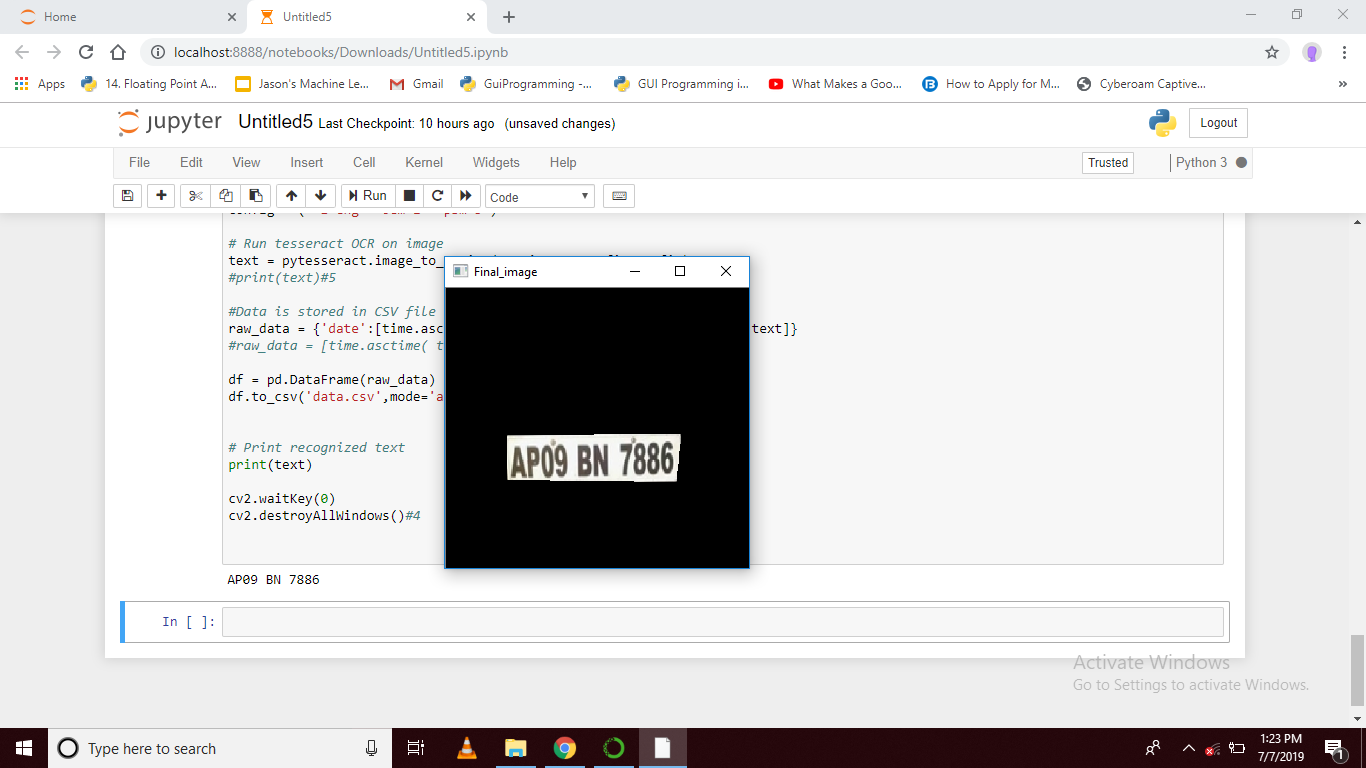 Home
Untitled5
localhost:8888/notebooks/Downloads/Untitled5.ipynb
Apps 14. Floating Point A... Jason's Machine Le... Gmail GuiProgramming -... GUI Programming i... What Makes a Goo... How to Apply for M... Cyberoam Captive... »
jupyter Untitled5 Last Checkpoint: 10 hours ago (unsaved changes)
Logout
File Edit View Insert Cell Kernel Widgets Help
Trusted
Python 3
Run
Code
# Run tesseract OCR on image
text = pytesseract.image_to_
#print(text)#5
#Data is stored in CSV file
raw_data = {'date':[time.asc text]}
#raw_data = [time.asctime( t
df = pd.DataFrame(raw_data)
df.to_csv('data.csv',mode='a
# Print recognized text
print(text)
cv2.waitKey(0)
cv2.destroyAllWindows()#4
Final_image
AP09 BN 7886
AP09 BN 7886
In [ ]:
Activate Windows
Go to Settings to activate Windows.
Type here to search
1:23 PM
7/7/2019
1